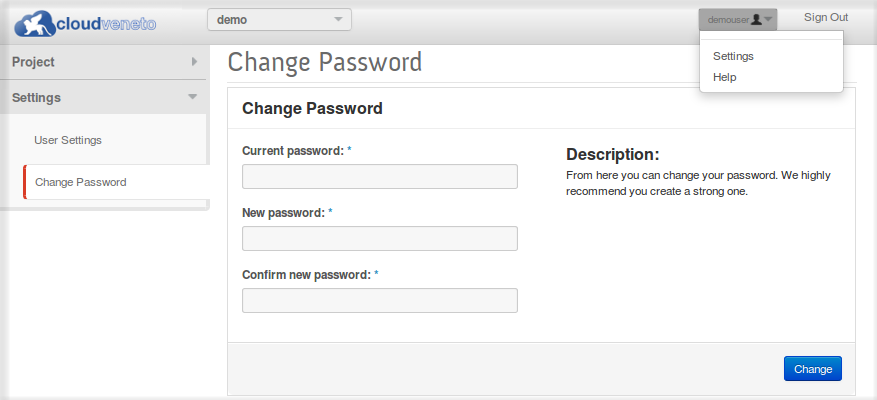 cloudveneto
demo
demouser
Sign Out
Settings
Help
Project
Settings
User Settings
Change Password
Change Password
Change Password
Current password: *
New password: *
Confirm new password: *
Description:
From here you can change your password. We highly
recommend you create a strong one.
Change